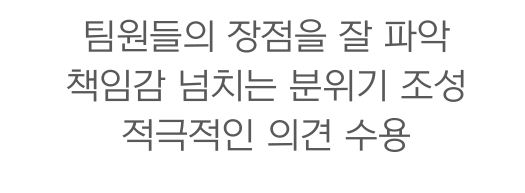 팀원들의 장점을 잘 파악
책임감 넘치는 분위기 조성
적극적인 의견 수용